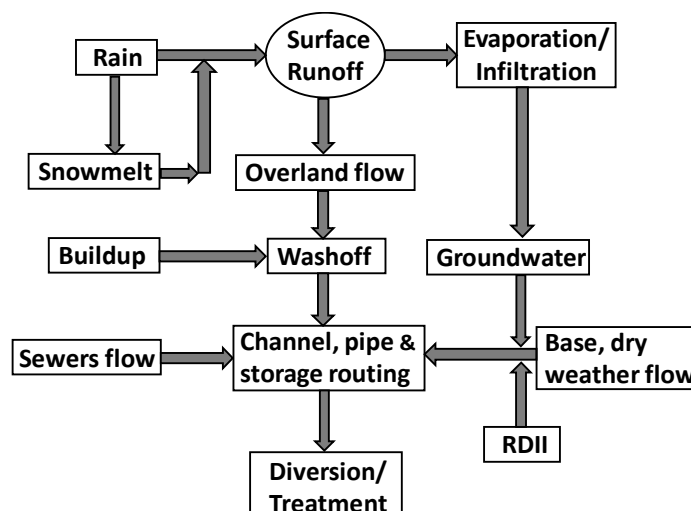 Rain
Surface
Runoff
Evaporation/
Infiltration
Snowmelt
Overland flow
Buildup
Washoff
Groundwater
Sewers flow
Channel, pipe &
storage routing
Base, dry
weather flow
RDII
Diversion/
Treatment